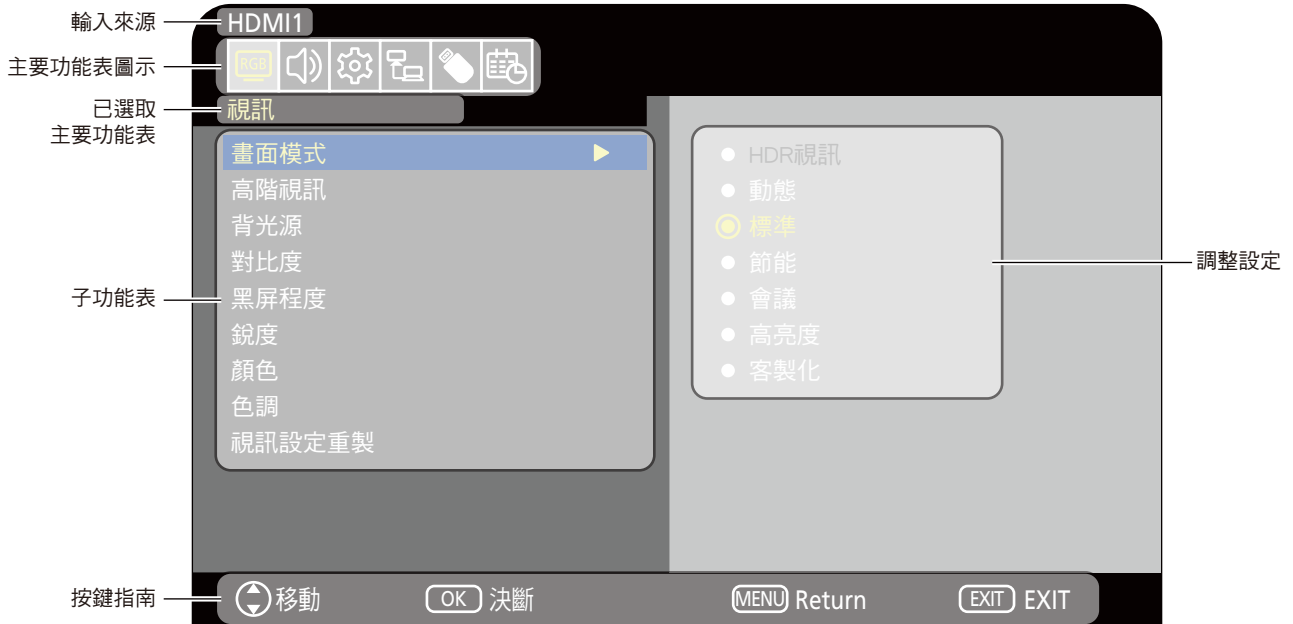 輸入來源
HDMI1
主要功能表圖示
RGB
已選取
主要功能表
視訊
子功能表
畫面模式
高階視訊
背光源
對比度
黑屏程度
銳度
顏色
色調
視訊設定重製
HDR視訊
動態
標準
節能
會議
高亮度
客製化
調整設定
按鍵指南
移動
OK 決斷
MENU Return
EXIT EXIT